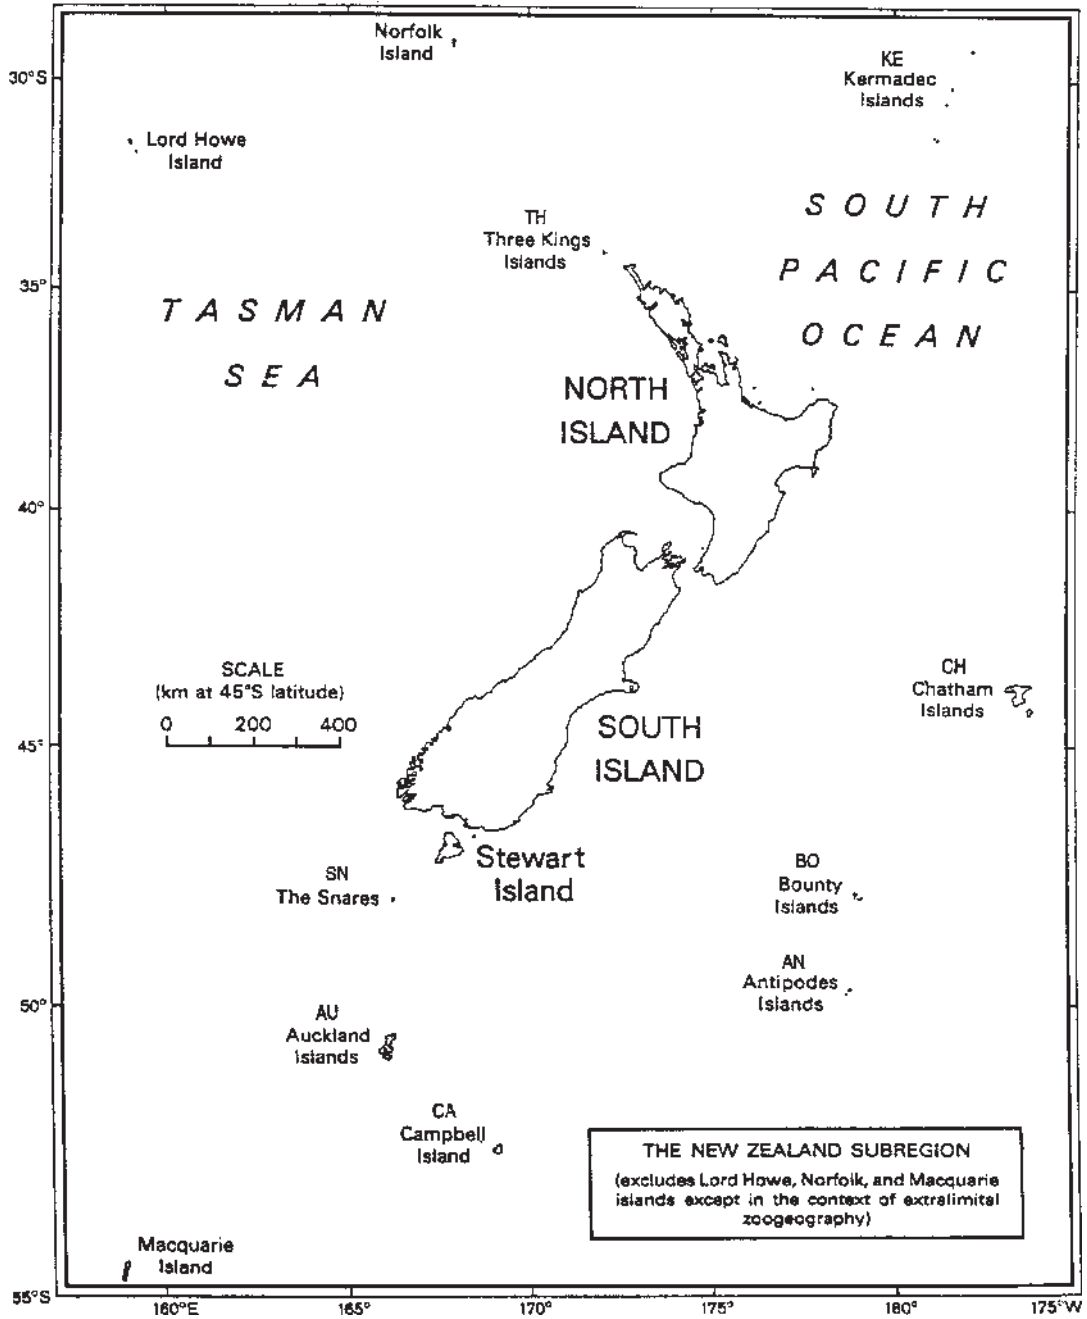 Norfolk
Island
KE
Kermadec
Islands
30°S
Lord Howe
Island
SOUTH
PACIFIC
OCEAN
TH
Three Kings
Islands
35°
TASMAN
SEA
NORTH
ISLAND
40°
SCALE
(km at 45°S latitude)
0 200 400
CH
Chatham
Islands
45°
SOUTH
ISLAND
Stewart
Island
SN
The Snares
BO
Bounty
Islands
AN
Antipodes
Islands
50°
AU
Auckland
Islands
CA
Campbell
Island
THE NEW ZEALAND SUBREGION
(excludes Lord Howe, Norfolk, and Macquarie
islands except in the context of extralimital
zoogeography)
Macquarie
Island
55°S
160°E 165° 170° 175° 180° 175°W